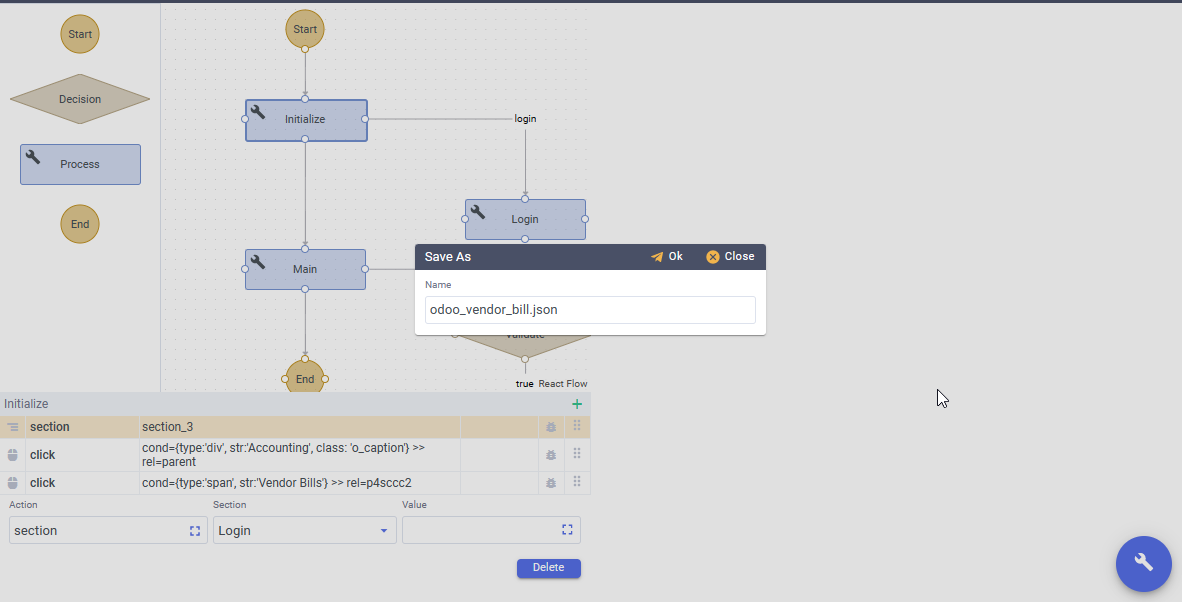 Start
Decision
Process
End
Start
Initialize
login
Login
Main
Save As
Ok
Close
Name
odoo_vendor_bill.json
Validate
End
true
React Flow
Initialize
section
section_3
click
cond={type:'div', str:'Accounting', class: 'o_caption'} >>
rel=parent
click
cond={type:'span', str:'Vendor Bills'} >> rel=p4sccc2
Action
Section
Value
section
Login
Delete